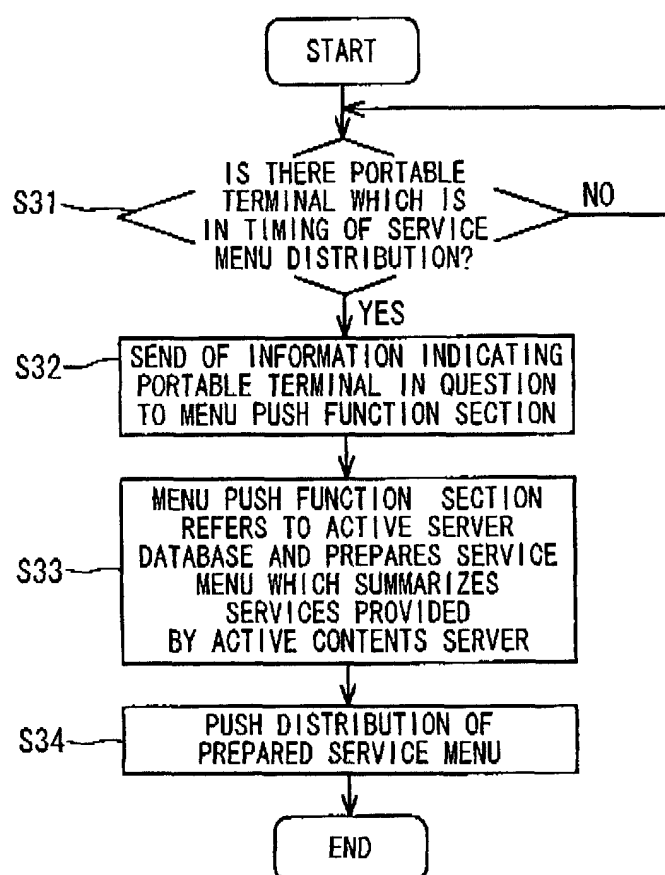 START
IS THERE PORTABLE
TERMINAL WHICH IS
IN TIMING OF SERVICE
MENU DISTRIBUTION?
S31
NO
YES
S32
SEND OF INFORMATION INDICATING
PORTABLE TERMINAL IN QUESTION
TO MENU PUSH FUNCTION SECTION
S33
MENU PUSH FUNCTION SECTION
REFERS TO ACTIVE SERVER
DATABASE AND PREPARES SERVICE
MENU WHICH SUMMARIZES
SERVICES PROVIDED
BY ACTIVE CONTENTS SERVER
S34
PUSH DISTRIBUTION OF
PREPARED SERVICE MENU
END